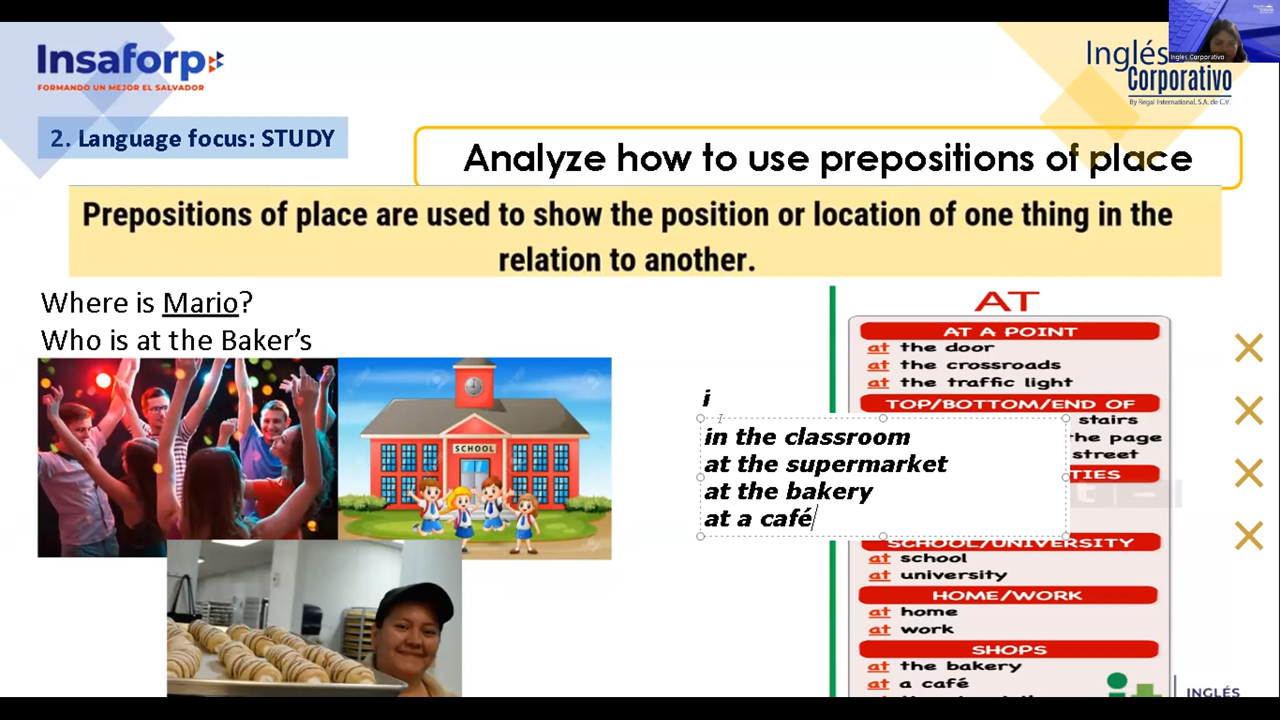 Insaforp
FORMANDO UN MEJOR EL SALVADOR
Inglés
Corporativo
By Regal International, S.A. de C.V.
Ingles Corporativo
2. Language focus: STUDY
Analyze how to use prepositions of place
Prepositions of place are used to show the position or location of one thing in the
relation to another.
Where is Mario?
Who is at the Baker's
SCHOOL
i
in the classroom
at the supermarket
at the bakery
at a café
AT
AT A POINT
at the door
at the crossroads
at the traffic light
TOP/BOTTOM/END OF
stairs
the page
street
SCHOOL/UNIVERSITY
at school
at university
HOME/WORK
at home
at work
SHOPS
at the bakery
at a café
INGLÉS